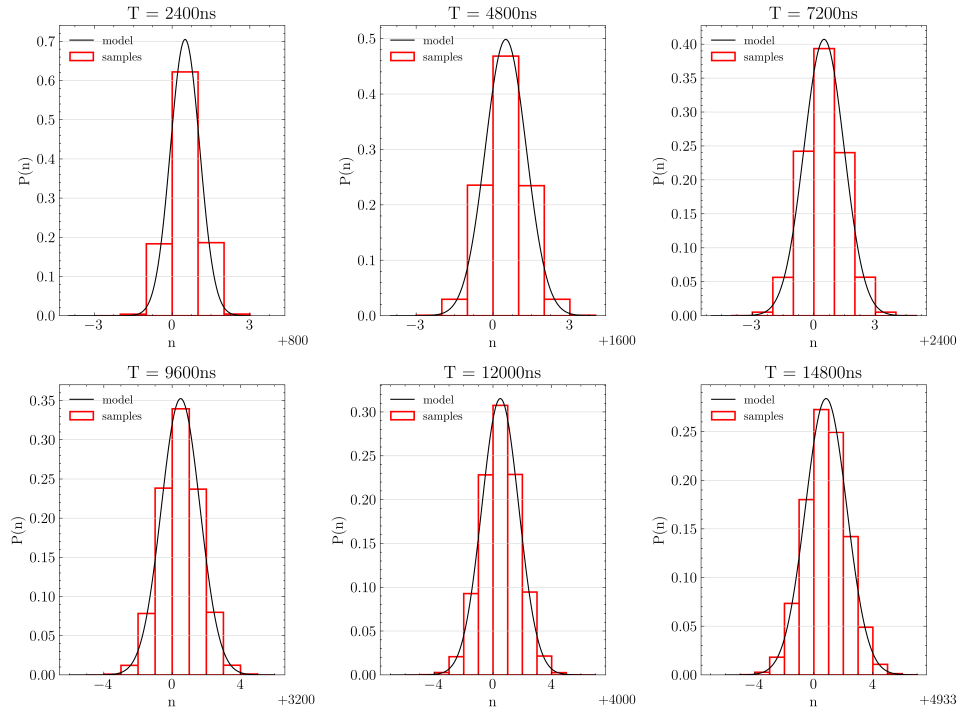 T = 2400ns
model
samples
P(n)
0.7
0.6
0.5
0.4
0.3
0.2
0.1
0.0
−3
0
3
n
+800
T = 4800ns
model
samples
P(n)
0.5
0.4
0.3
0.2
0.1
0.0
−3
0
3
n
+1600
T = 7200ns
model
samples
P(n)
0.40
0.35
0.30
0.25
0.20
0.15
0.10
0.05
0.00
−3
0
3
n
+2400
T = 9600ns
model
samples
P(n)
0.35
0.30
0.25
0.20
0.15
0.10
0.05
0.00
−4
0
4
n
+3200
T = 12000ns
model
samples
P(n)
0.30
0.25
0.20
0.15
0.10
0.05
0.00
−4
0
4
n
+4000
T = 14800ns
model
samples
P(n)
0.25
0.20
0.15
0.10
0.05
0.00
−4
0
4
n
+4933